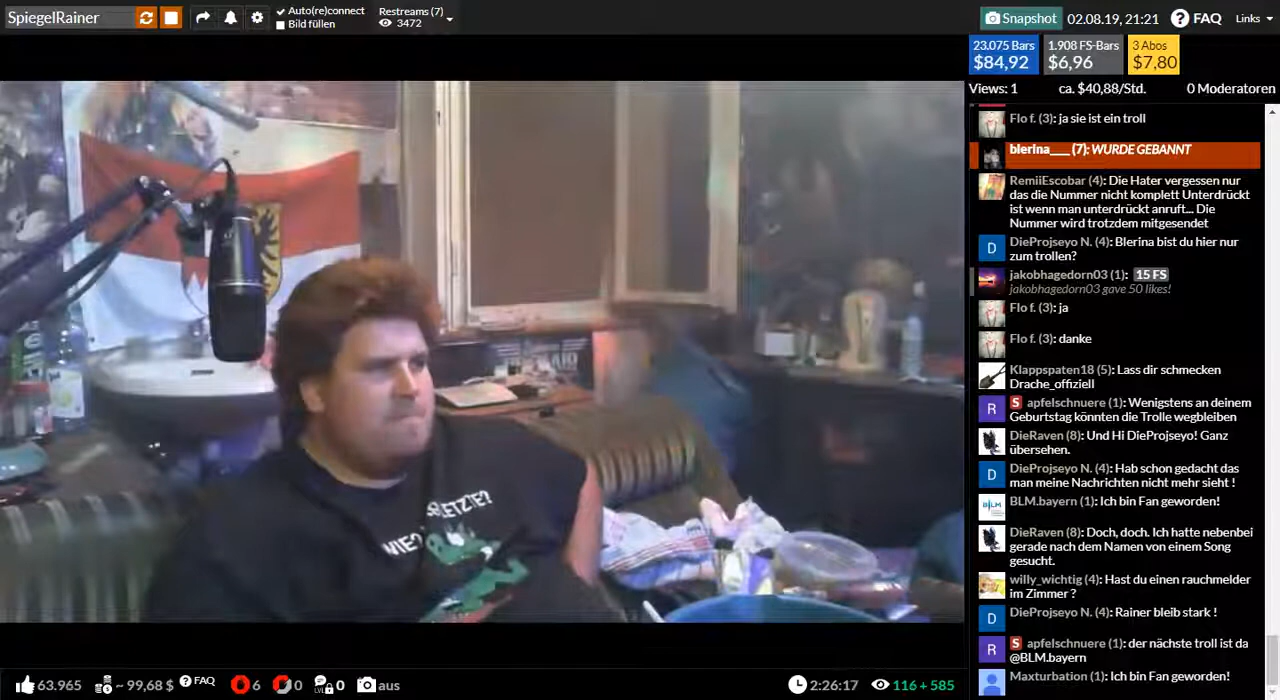 SpiegelRainer
Auto(re)connect
Bild füllen
Restreams (7)
3472
Snapshot
02.08.19, 21:21
? FAQ
Links
23.075 Bars
$84,92
1.908 FS-Bars
$6,96
3 Abos
$7,80
Views: 1
ca. $40,88/Std.
0 Moderatoren
Flo f. (3): ja sie ist ein troll
blerina___ (7): WURDE GEBANNT
RemiiEscobar (4): Die Hater vergessen nur
das die Nummer nicht komplett Unterdrückt
ist wenn man unterdrückt anruft... Die
Nummer wird trotzdem mitgesendet
D
DieProjseyo N. (4): Blerina bist du hier nur
zum trollen?
jakobhagedorn03 (1): 15 FS
jakobhagedorn03 gave 50 likes!
Flo f. (3): ja
Flo f. (3): danke
Klappspaten18 (5): Lass dir schmecken
Drache_offiziell
R
S apfelschnuere (1): Wenigstens an deinem
Geburtstag könnten die Trolle wegbleiben
DieRaven (8): Und Hi DieProjseyo! Ganz
übersehen.
D
DieProjseyo N. (4): Hab schon gedacht das
man meine Nachrichten nicht mehr sieht !
BLM
BLM.bayern (1): Ich bin Fan geworden!
DieRaven (8): Doch, doch. Ich hatte nebenbei
gerade nach dem Namen von einem Song
gesucht.
willy_wichtig (4): Hast du einen rauchmelder
im Zimmer ?
D
DieProjseyo N. (4): Rainer bleib stark !
R
S apfelschnuere (1): der nächste troll ist da
@BLM.bayern
Maxturbation (1): Ich bin Fan geworden!
WIE?
63.965
~ 99,68 $
? FAQ
6
0
LVL
0
aus
2:26:17
116 + 585